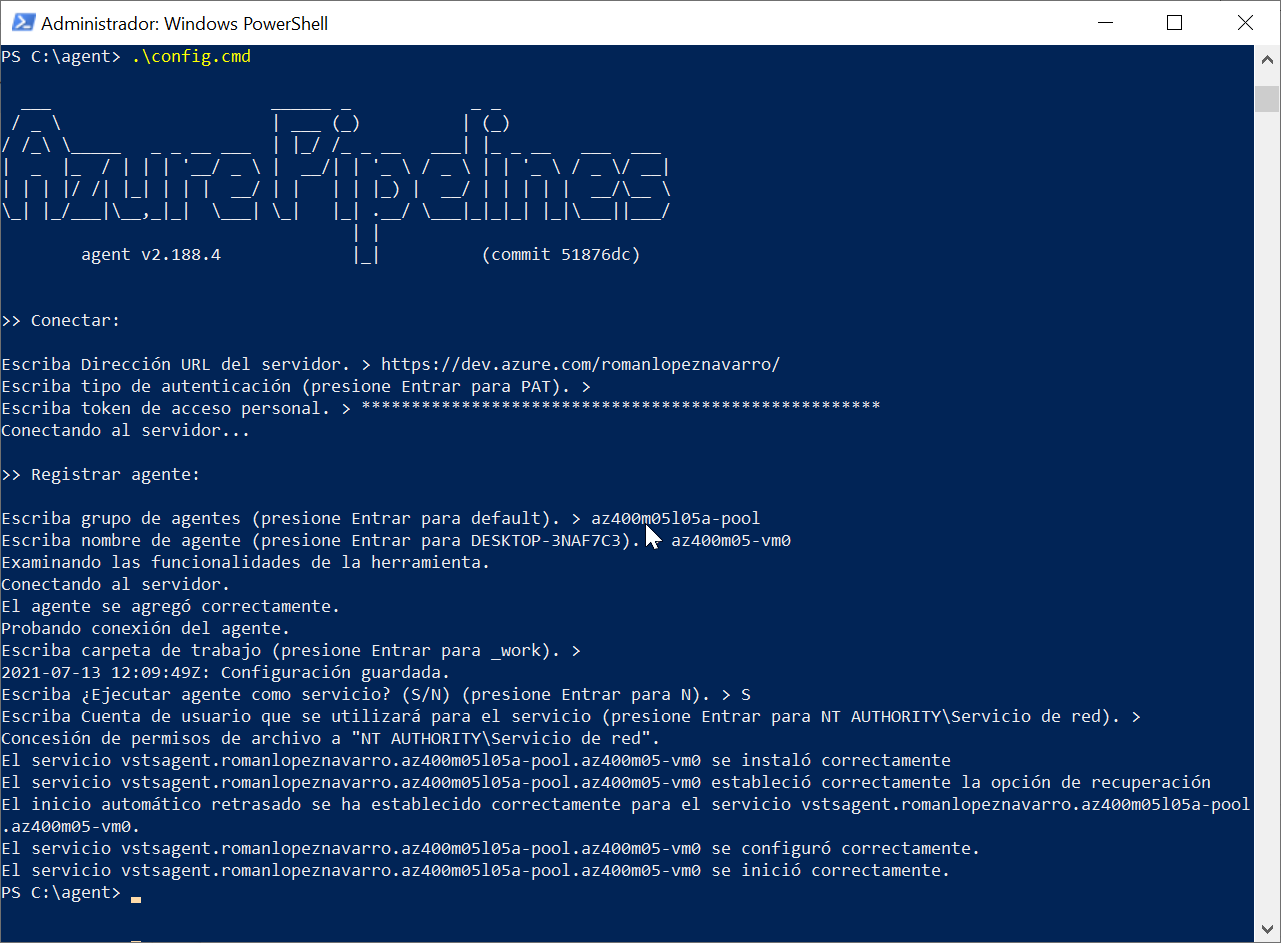 Administrador: Windows PowerShell
PS C:\agent> .\config.cmd
AzurePipelines
agent v2.188.4 (commit 51876dc)
>> Conectar:
Escriba Dirección URL del servidor. > https://dev.azure.com/romanlopeznavarro/
Escriba tipo de autenticación (presione Entrar para PAT). >
Escriba token de acceso personal. > ****************************************************
Conectando al servidor...
>> Registrar agente:
Escriba grupo de agentes (presione Entrar para default). > az400m05l05a-pool
Escriba nombre de agente (presione Entrar para DESKTOP-3NAF7C3). az400m05-vm0
Examinando las funcionalidades de la herramienta.
Conectando al servidor.
El agente se agregó correctamente.
Probando conexión del agente.
Escriba carpeta de trabajo (presione Entrar para _work). >
2021-07-13 12:09:49Z: Configuración guardada.
Escriba ¿Ejecutar agente como servicio? (S/N) (presione Entrar para N). > S
Escriba Cuenta de usuario que se utilizará para el servicio (presione Entrar para NT AUTHORITY\Servicio de red). >
Concesión de permisos de archivo a "NT AUTHORITY\Servicio de red".
El servicio vstsagent.romanlopeznavarro.az400m05l05a-pool.az400m05-vm0 se instaló correctamente
El servicio vstsagent.romanlopeznavarro.az400m05l05a-pool.az400m05-vm0 estableció correctamente la opción de recuperación
El inicio automático retrasado se ha establecido correctamente para el servicio vstsagent.romanlopeznavarro.az400m05l05a-pool
.az400m05-vm0.
El servicio vstsagent.romanlopeznavarro.az400m05l05a-pool.az400m05-vm0 se configuró correctamente.
El servicio vstsagent.romanlopeznavarro.az400m05l05a-pool.az400m05-vm0 se inició correctamente.
PS C:\agent>